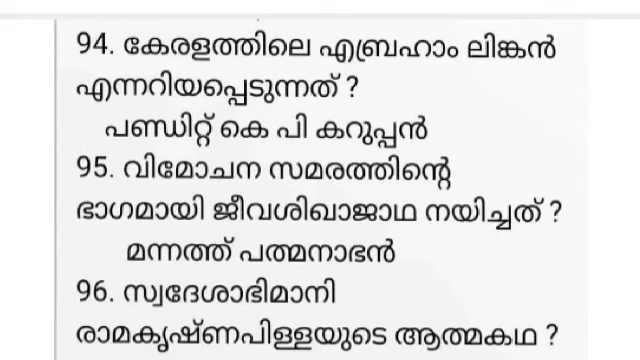 94. കേരളത്തിലെ എബ്രഹാം ലിങ്കൻ
എന്നറിയപ്പെടുന്നത് ?
പണ്ഡിറ്റ് കെ പി കറുപ്പൻ
95. വിമോചന സമരത്തിന്റെ
ഭാഗമായി ജീവശിഖാജാഥ നയിച്ചത് ?
മന്നത്ത് പത്മനാഭൻ
96. സ്വദേശാഭിമാനി
രാമകൃഷ്ണപിള്ളയുടെ ആത്മകഥ ?